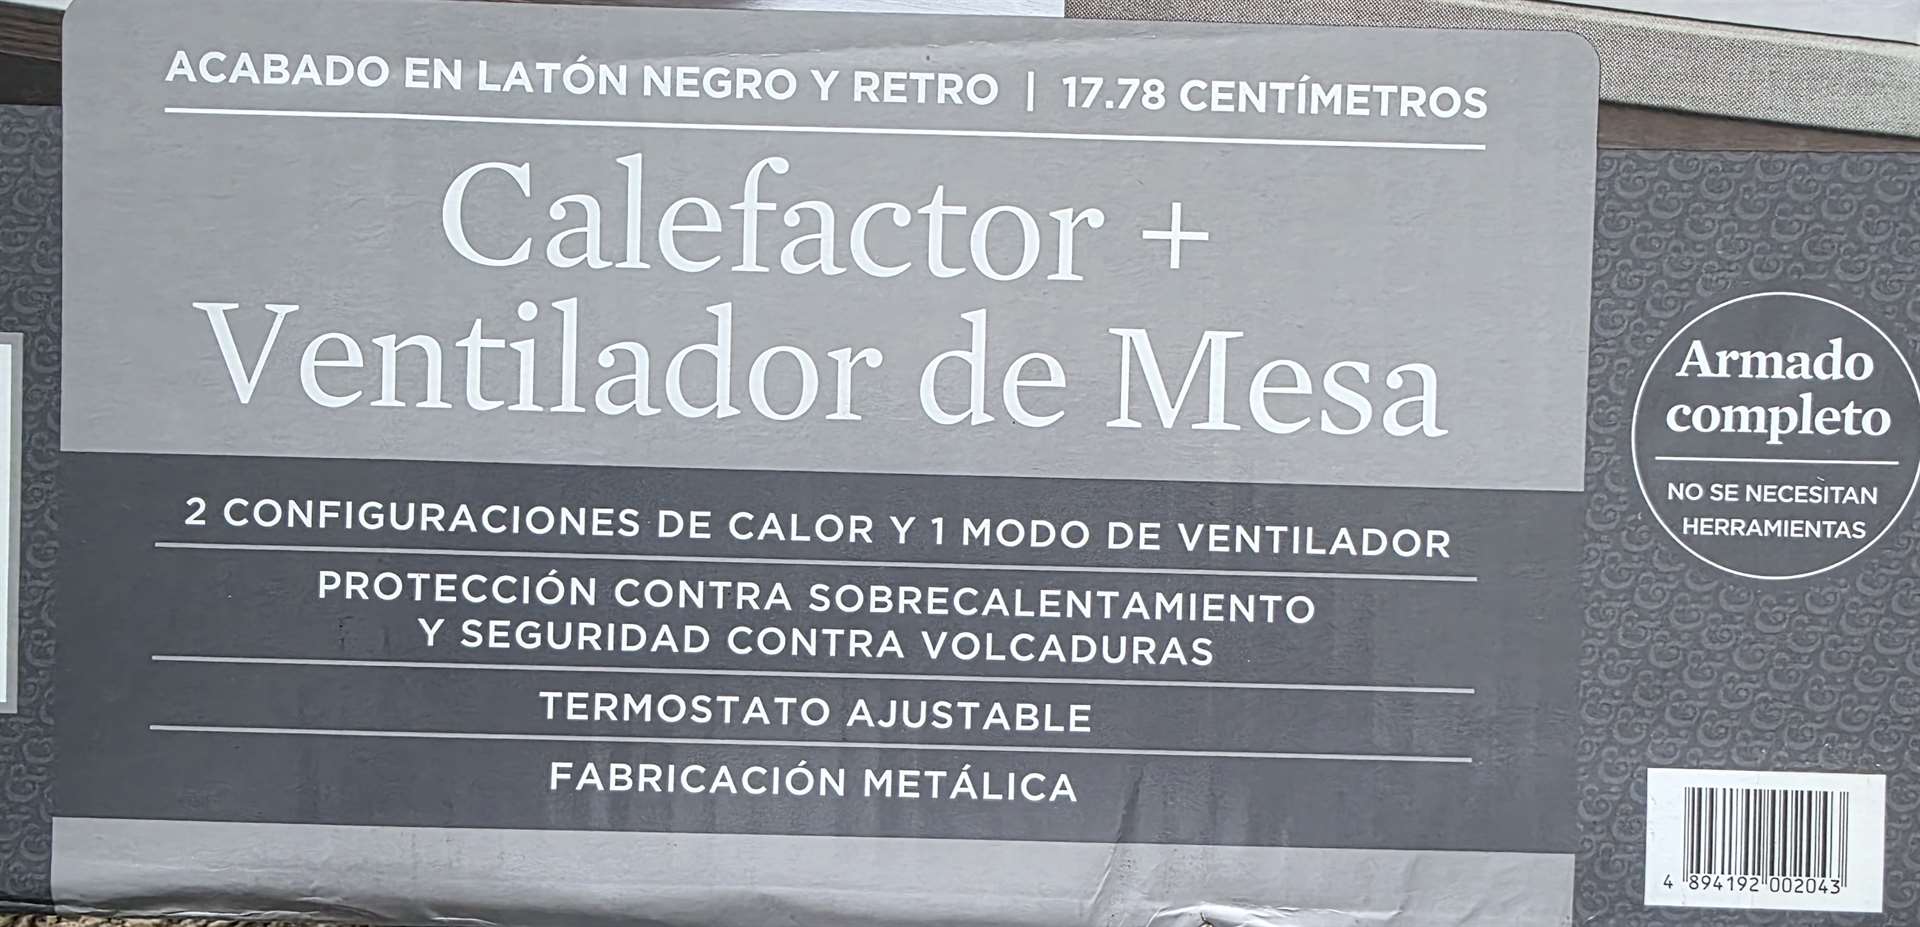 ACABADO EN LATÓN NEGRO Y RETRO | 17.78 CENTÍMETROS
Calefactor +
Ventilador de Mesa
2 CONFIGURACIONES DE CALOR Y 1 MODO DE VENTILADOR
PROTECCIÓN CONTRA SOBRECALENTAMIENTO
Y SEGURIDAD CONTRA VOLCADURAS
TERMOSTATO AJUSTABLE
FABRICACIÓN METÁLICA
Armado
completo
NO SE NECESITAN
HERRAMIENTAS
4 894192 002043